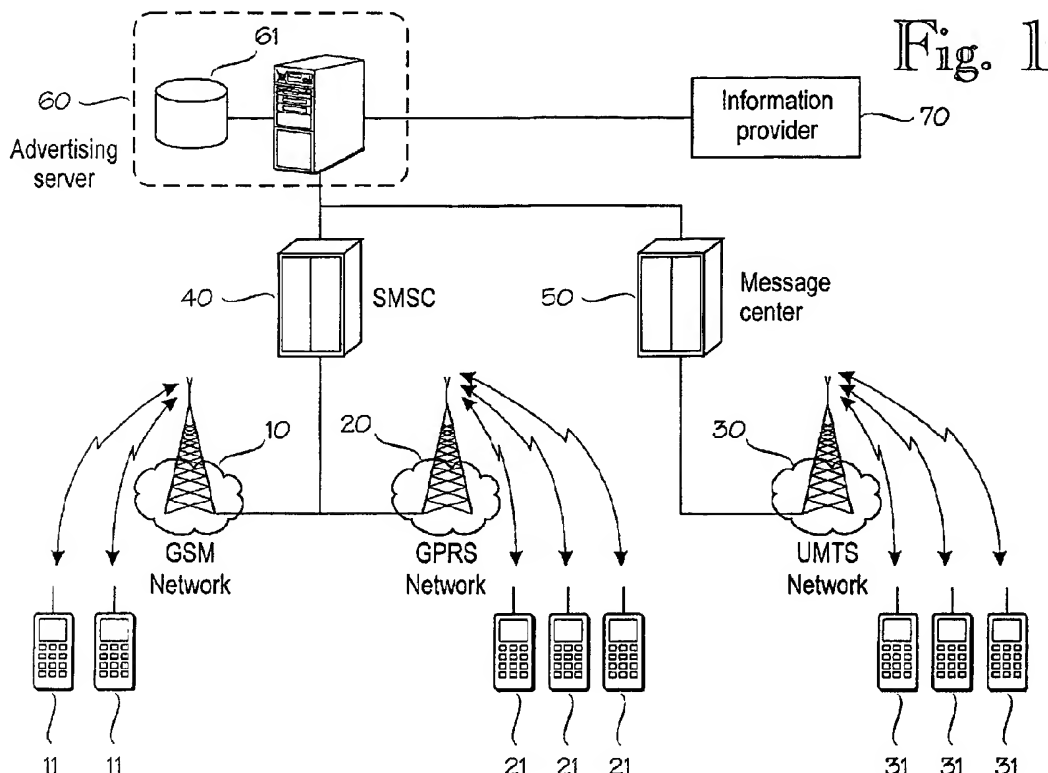 Fig. 1
61
60
Advertising
server
Information
provider
70
40
SMSC
50
Message
center
10
20
30
GSM
Network
GPRS
Network
UMTS
Network
11
11
21
21
21
31
31
31